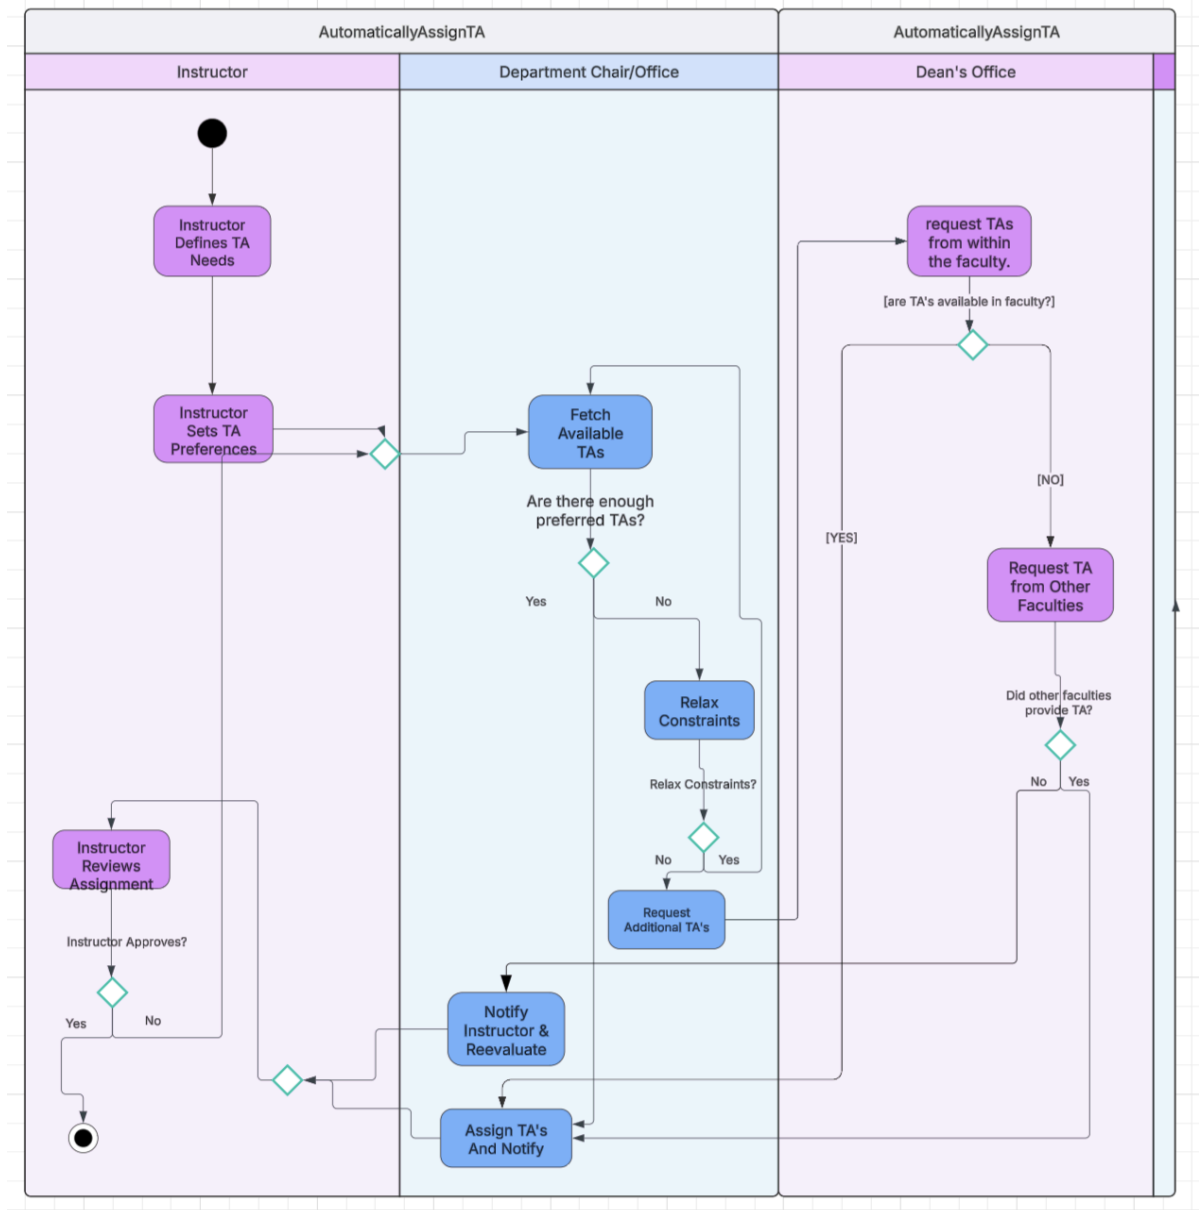 AutomaticallyAssignTA
AutomaticallyAssignTA
Instructor
Department Chair/Office
Dean's Office
Instructor
Defines TA
Needs
request TAs
from within
the faculty.
[are TA's available in faculty?]
Instructor
Sets TA
Preferences
Fetch
Available
TAs
[NO]
Are there enough
preferred TAs?
[YES]
Request TA
from Other
Faculties
Yes
No
Relax
Constraints
Did other faculties
provide TA?
Relax Constraints?
No
Yes
Instructor
Reviews
Assignment
No
Yes
Request
Additional TA's
Instructor Approves?
Notify
Instructor &
Reevaluate
Yes
No
Assign TA's
And Notify